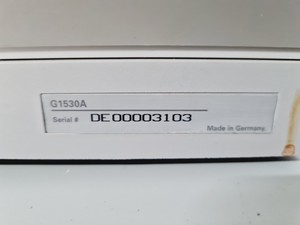 G1530A
Serial # DE00003103
Made in Germany